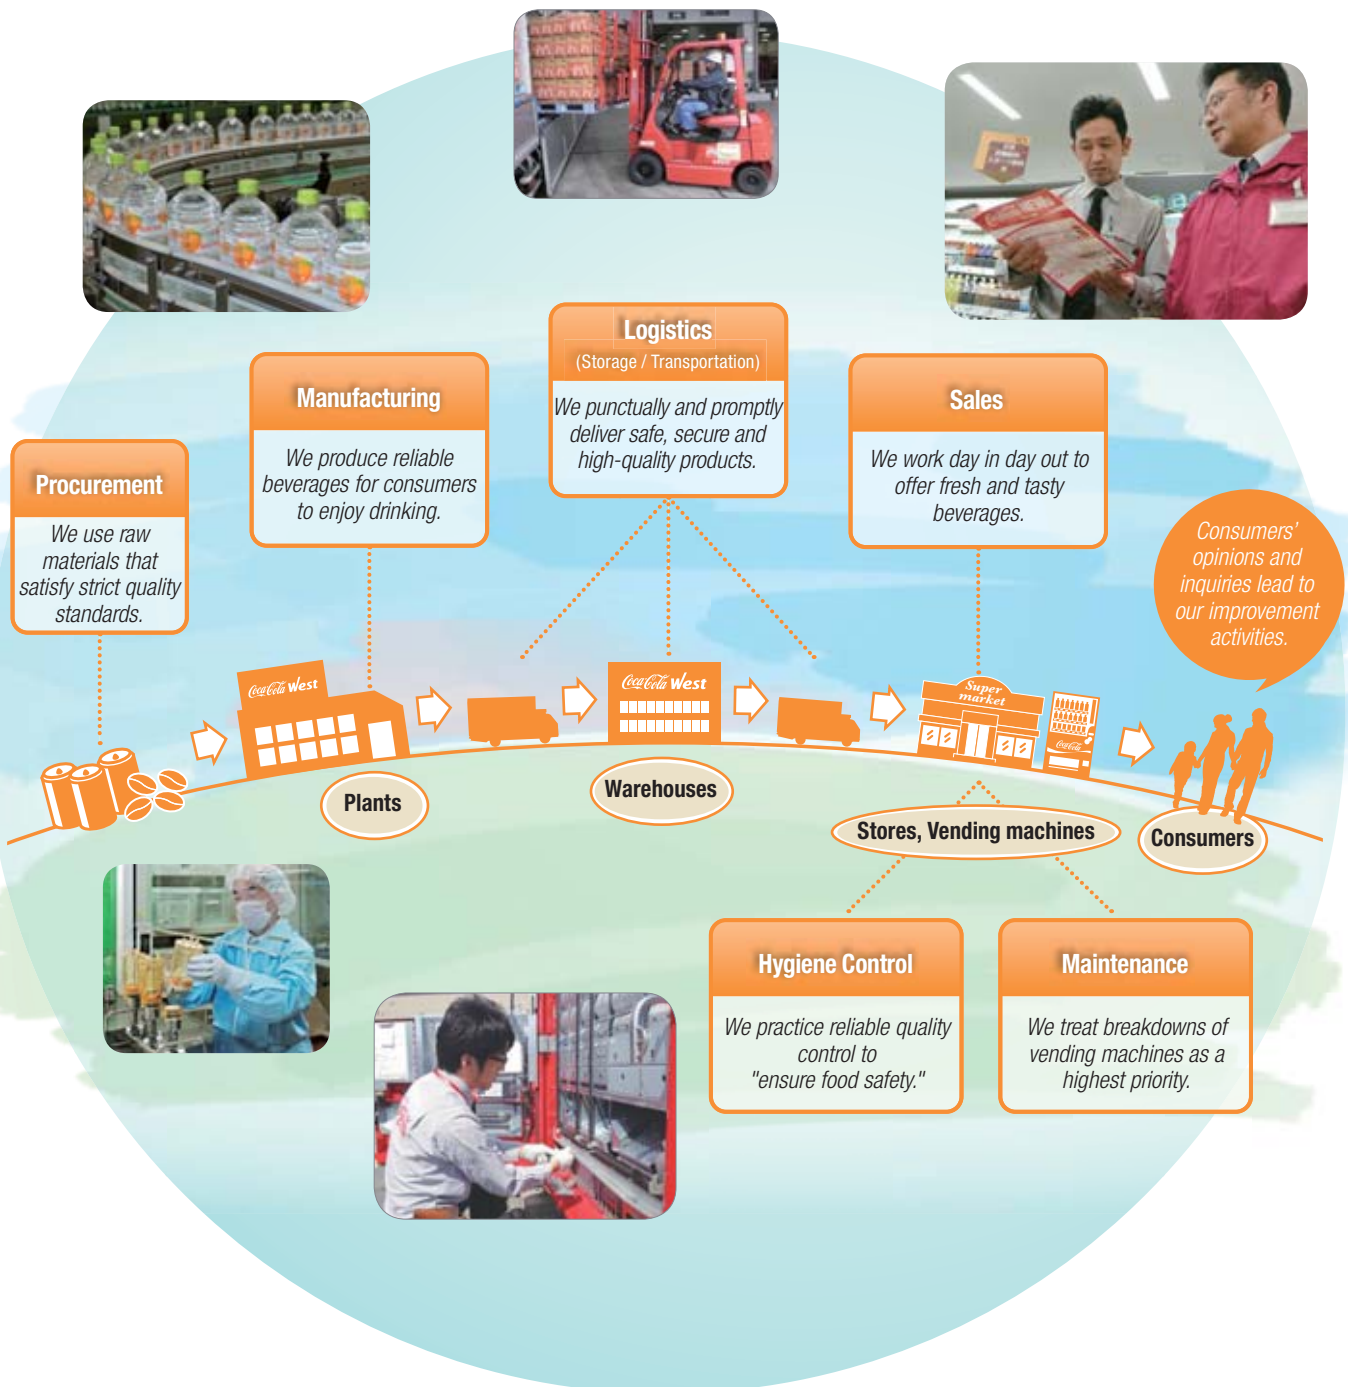 Logistics
(Storage / Transportation)
We punctually and promptly
deliver safe, secure and
high-quality products.
Manufacturing
We produce reliable
beverages for consumers
to enjoy drinking.
Sales
We work day in day out to
offer fresh and tasty
beverages.
Procurement
We use raw
materials that
satisfy strict quality
standards.
Consumers'
opinions and
inquiries lead to
our improvement
activities.
Coca-Cola West
Coca-Cola West
Super
market
Coca-Cola
Plants
Warehouses
Stores, Vending machines
Consumers
Hygiene Control
We practice reliable quality
control to
"ensure food safety."
Maintenance
We treat breakdowns of
vending machines as a
highest priority.